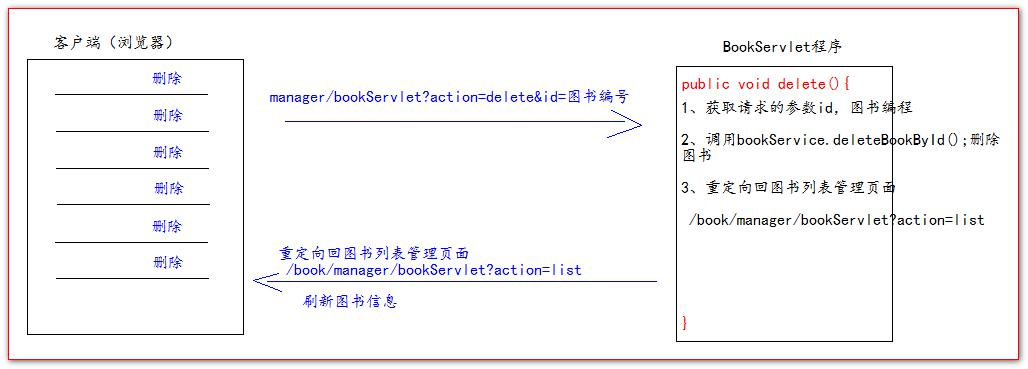 客户端（浏览器）
删除
删除
删除
删除
删除
删除
manager/bookServlet?action=delete&id=图书编号
重定向回图书列表管理页面
/book/manager/bookServlet?action=list
刷新图书信息
BookServlet程序
public void delete(){
1、获取请求的参数id，图书编程
2、调用bookService.deleteBookById();删除
图书
3、重定向回图书列表管理页面
/book/manager/bookServlet?action=list
}